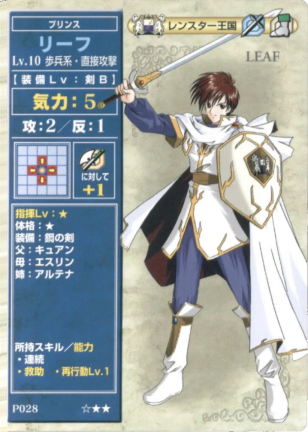 プリンス
リーフ
Lv.10 歩兵系・直接攻撃
【装備Lv：剣B】
気力：5
攻：2／反：1
に対して
+1
指揮Lv：★
体格：★
装備：鋼の剣
父：キュアン
母：エスリン
姉：アルテナ
所持スキル／能力
・連続
・救助 ・再行動Lv.1
P028 ☆★★
レンスター王国
LEAF